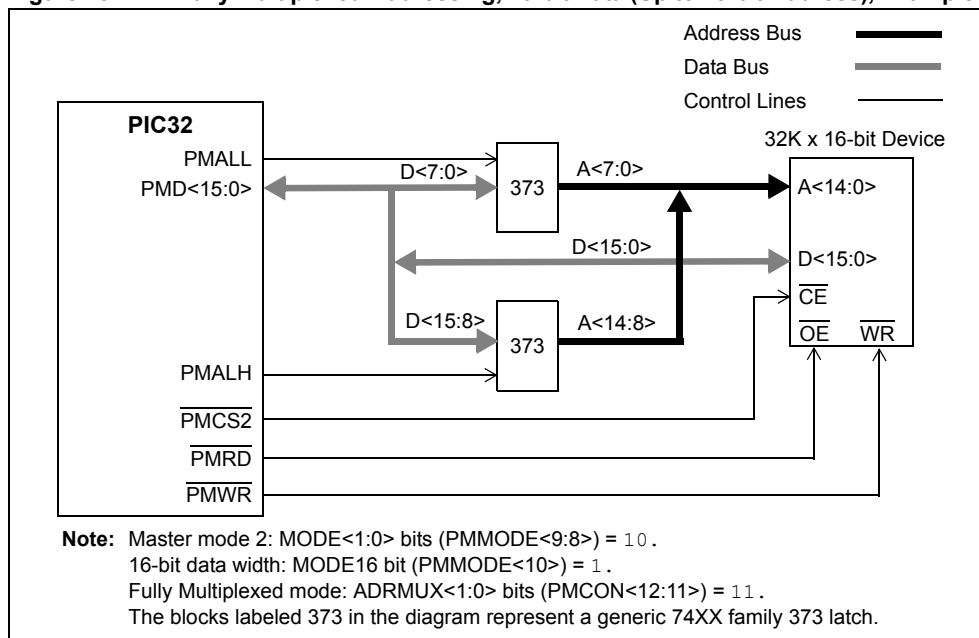 Address Bus
Data Bus
Control Lines
PIC32
32K x 16-bit Device
PMALL
D<7:0>
A<7:0>
PMD<15:0>
373
A<14:0>
D<15:0>
D<15:0>
CE
D<15:8>
A<14:8>
373
OE WR
PMALH
PMCS2
PMRD
PMWR
Note: Master mode 2: MODE<1:0> bits (PMMODE<9:8>) = 10.
16-bit data width: MODE16 bit (PMMODE<10>) = 1.
Fully Multiplexed mode: ADRMUX<1:0> bits (PMCON<12:11>) = 11.
The blocks labeled 373 in the diagram represent a generic 74XX family 373 latch.